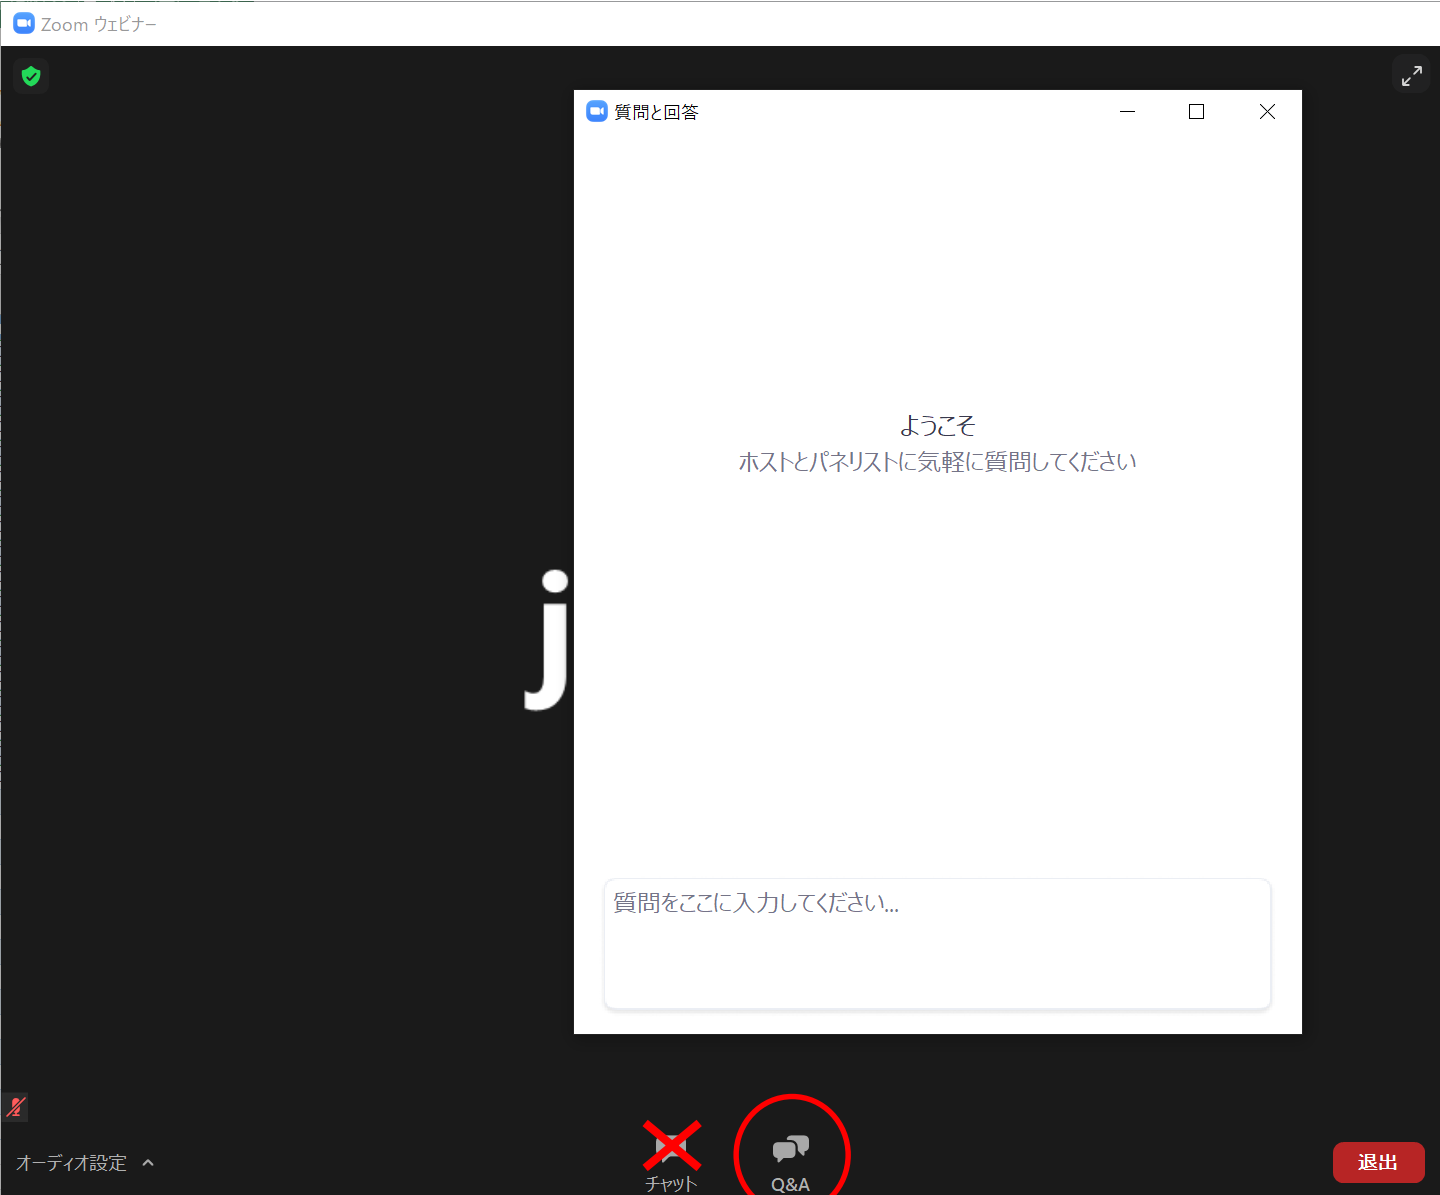 Zoom ウェビナー
質問と回答
ようこそ
ホストとパネリストに気軽に質問してください
j
質問をここに入力してください...
オーディオ設定
チャット
Q&A
退出